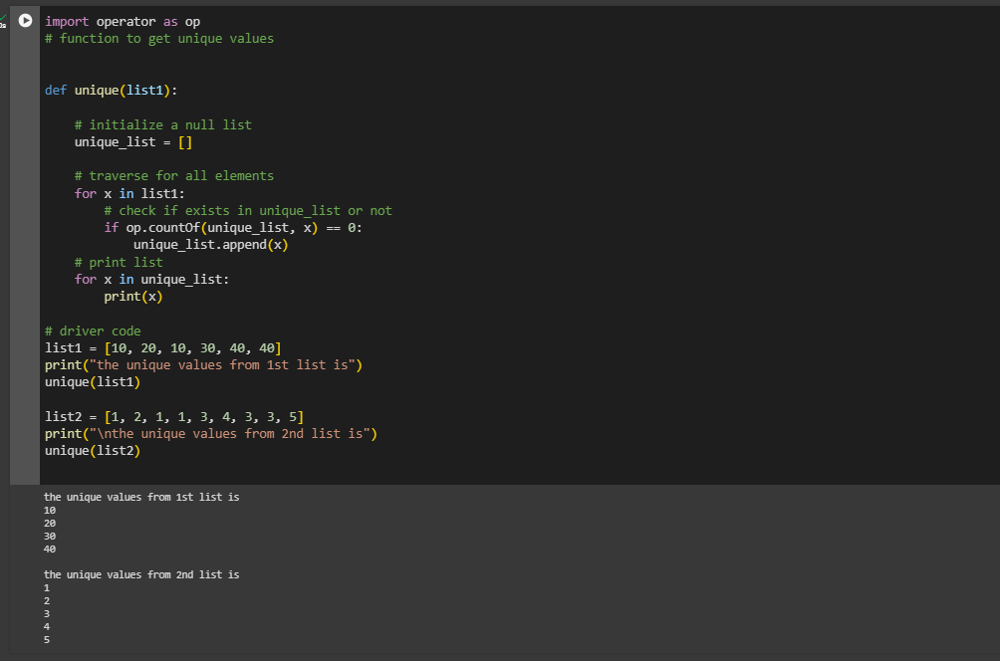 import operator as op
# function to get unique values
def unique(list1):
    # initialize a null list
    unique_list = []
    # traverse for all elements
    for x in list1:
        # check if exists in unique_list or not
        if op.countOf(unique_list, x) == 0:
            unique_list.append(x)
    # print list
    for x in unique_list:
        print(x)
# driver code
list1 = [10, 20, 10, 30, 40, 40]
print("the unique values from 1st list is")
unique(list1)
list2 = [1, 2, 1, 1, 3, 4, 3, 3, 5]
print("\nthe unique values from 2nd list is")
unique(list2)
the unique values from 1st list is
10
20
30
40
the unique values from 2nd list is
1
2
3
4
5